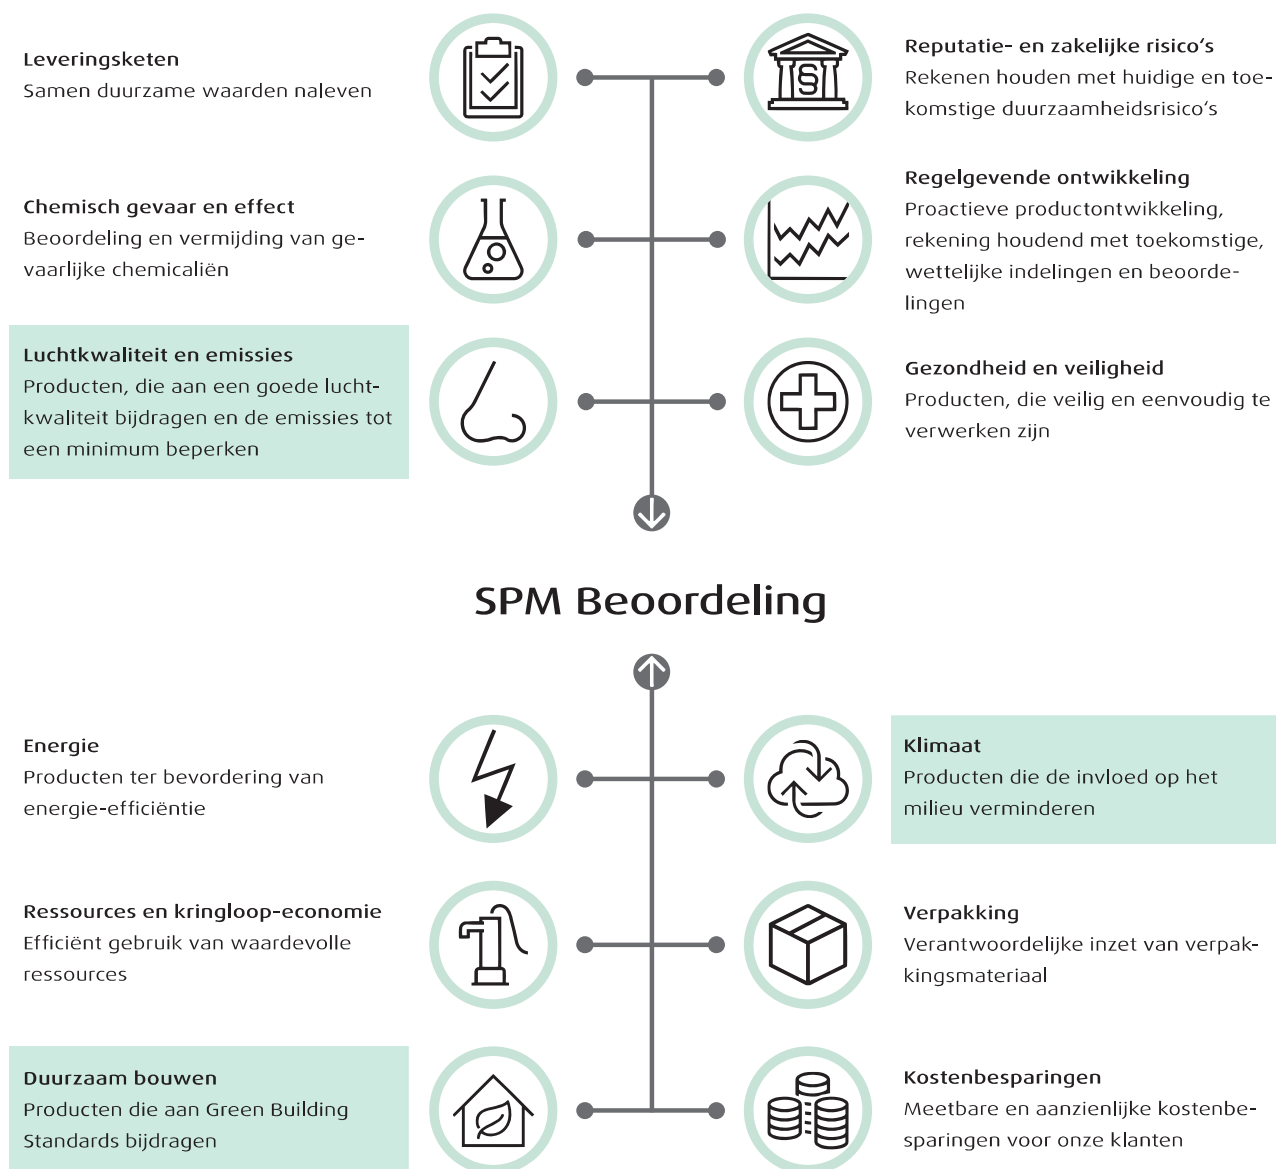 Leveringsketen
Samen duurzame waarden naleven
Reputatie- en zakelijke risico‘s
Rekenen houden met huidige en toe-
komstige duurzaamheidsrisico‘s
Chemisch gevaar en effect
Beoordeling en vermijding van ge-
vaarlijke chemicaliën
Regelgevende ontwikkeling
Proactieve productontwikkeling,
rekening houdend met toekomstige,
wettelijke indelingen en beoorde-
lingen
Luchtkwaliteit en emissies
Producten, die aan een goede lucht-
kwaliteit bijdragen en de emissies tot
een minimum beperken
Gezondheid en veiligheid
Producten, die veilig en eenvoudig te
verwerken zijn
SPM Beoordeling
Energie
Producten ter bevordering van
energie-efficiëntie
Klimaat
Producten die de invloed op het
milieu verminderen
Ressources en kringloop-economie
Efficiënt gebruik van waardevolle
ressources
Verpakking
Verantwoordelijke inzet van verpak-
kingsmateriaal
Duurzaam bouwen
Producten die aan Green Building
Standards bijdragen
Kostenbesparingen
Meetbare en aanzienlijke kostenbe-
sparingen voor onze klanten